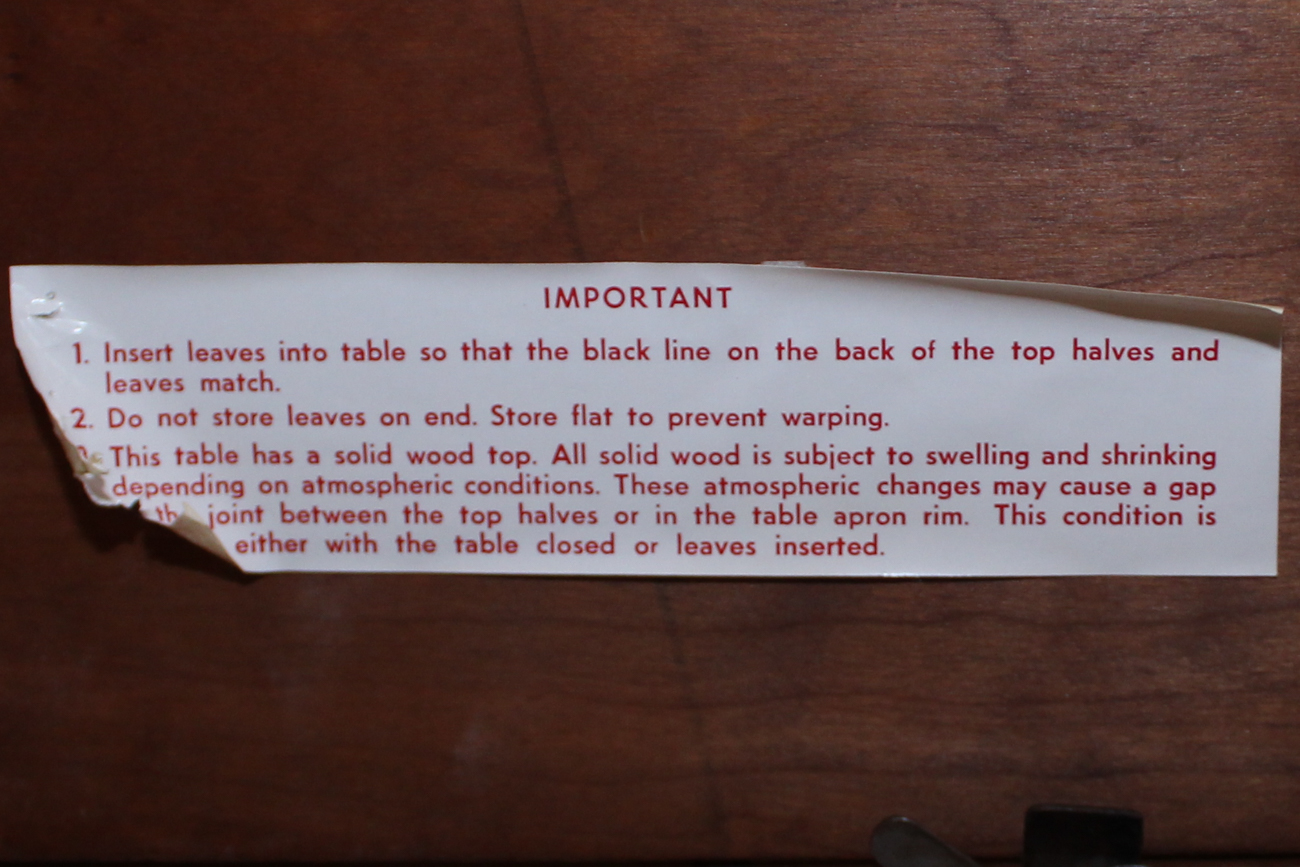 IMPORTANT
1. Insert leaves into table so that the black line on the back of the top halves and
leaves match.
2. Do not store leaves on end. Store flat to prevent warping.
This table has a solid wood top. All solid wood is subject to swelling and shrinking
depending on atmospheric conditions. These atmospheric changes may cause a gap
the joint between the top halves or in the table apron rim. This condition is
either with the table closed or leaves inserted.